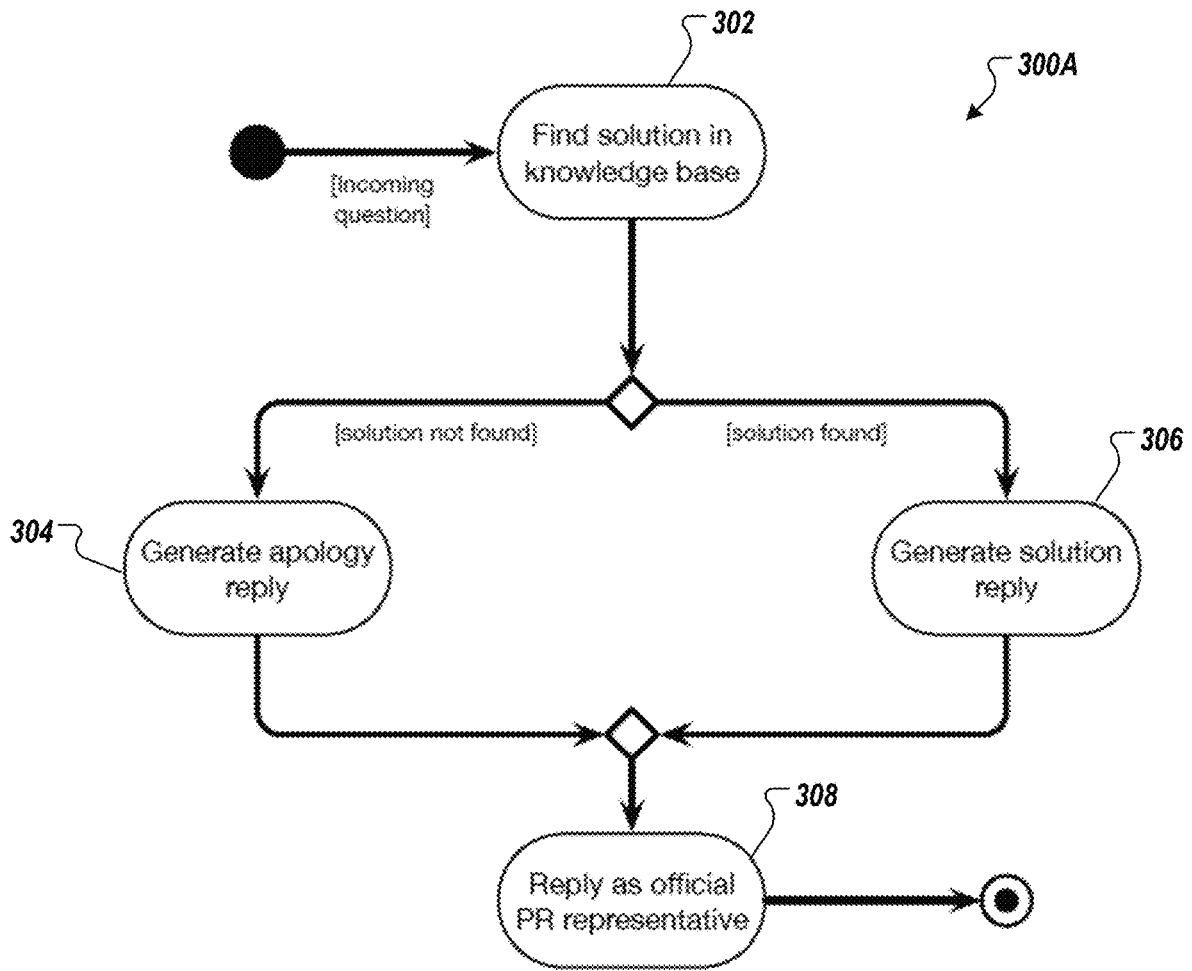 302
300A
Find solution in
knowledge base
[Incoming
question]
[solution not found]
[solution found]
306
304
Generate apology
reply
Generate solution
reply
308
Reply as official
PR representative